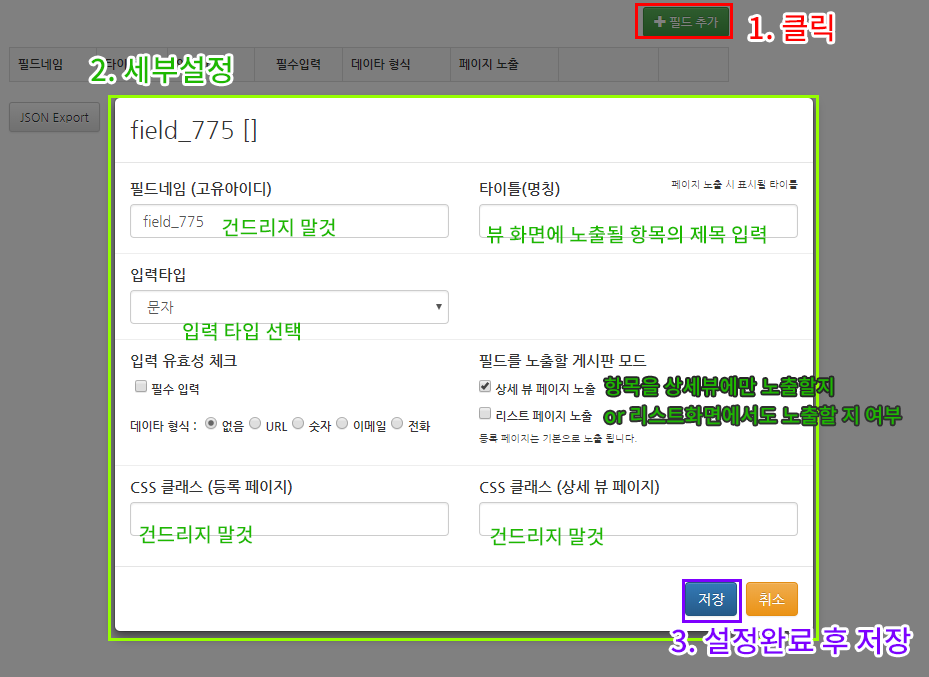 필드 추가
1. 클릭
필드네임
필수입력
데이타 형식
페이지 노출
2. 세부설정
JSON Export
field_775 []
필드네임 (고유아이디)
타이틀(명칭)
페이지 노출 시 표시될 타이틀
field_775
건드리지 말것
뷰 화면에 노출될 항목의 제목 입력
입력타입
문자
입력 타입 선택
입력 유효성 체크
필드를 노출할 게시판 모드
필수 입력
상세 뷰 페이지 노출
항목을 상세뷰에만 노출할지
리스트 페이지 노출
or 리스트화면에서도 노출할 지 여부
데이타 형식 : 없음 URL 숫자 이메일 전화
등록 페이지는 기본으로 노출 됩니다.
CSS 클래스 (등록 페이지)
CSS 클래스 (상세 뷰 페이지)
건드리지 말것
건드리지 말것
저장
취소
3. 설정완료 후 저장